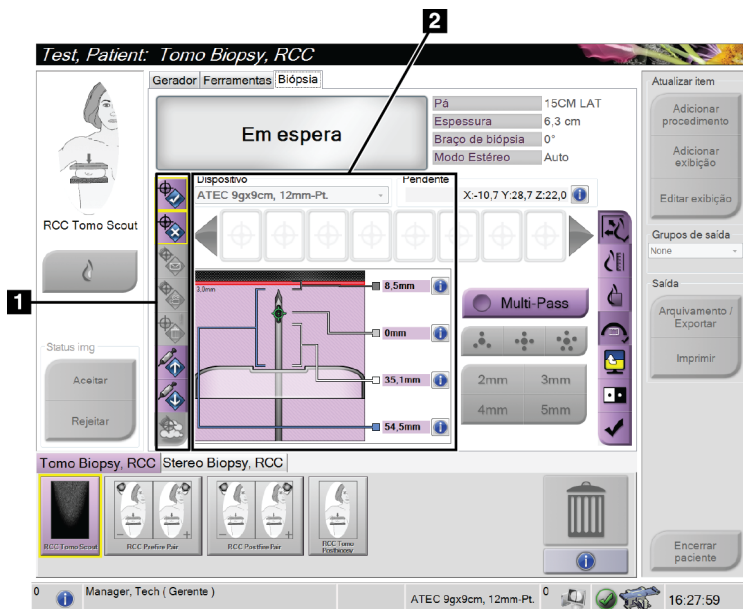 2
Test, Patient: Tomo Biopsy, RCC
Gerador Ferramentas Biópsia
Atualizar item
Em espera
Pá 15CM LAT
Espessura 6,3 cm
Braço de biópsia 0°
Modo Estéreo Auto
Adicionar procedimento
Adicionar exibição
Editar exibição
Dispositivo
Pendente
ATEC 9gx9cm, 12mm-Pt.
X:-10,7 Y:28,7 Z:22,0
RCC Tomo Scout
Grupos de saída
None
Saída
Arquivamento / Exportar
Imprimir
1
3,0mm
8,5mm
0mm
35,1mm
54,5mm
Multi-Pass
2mm 3mm
4mm 5mm
Status img
Aceitar
Rejeitar
Tomo Biopsy, RCC Stereo Biopsy, RCC
RCC Tomo Scout
RCC Prefire Pair
RCC Postfire Pair
RCC Tomo
Postbiopsy
Encerrar paciente
0
Manager, Tech ( Gerente )
ATEC 9gx9cm, 12mm-Pt.
0
16:27:59